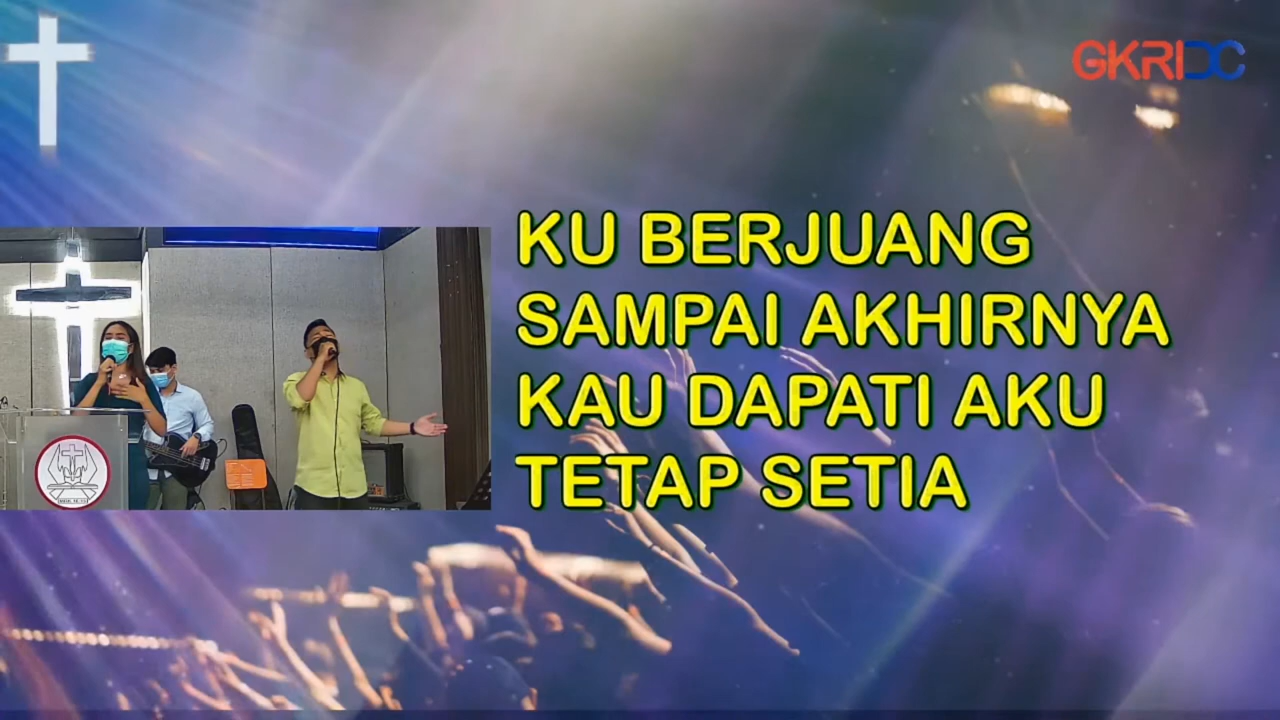 GKRIDC
KU BERJUANG
SAMPAI AKHIRNYA
KAU DAPATI AKU
TETAP SETIA